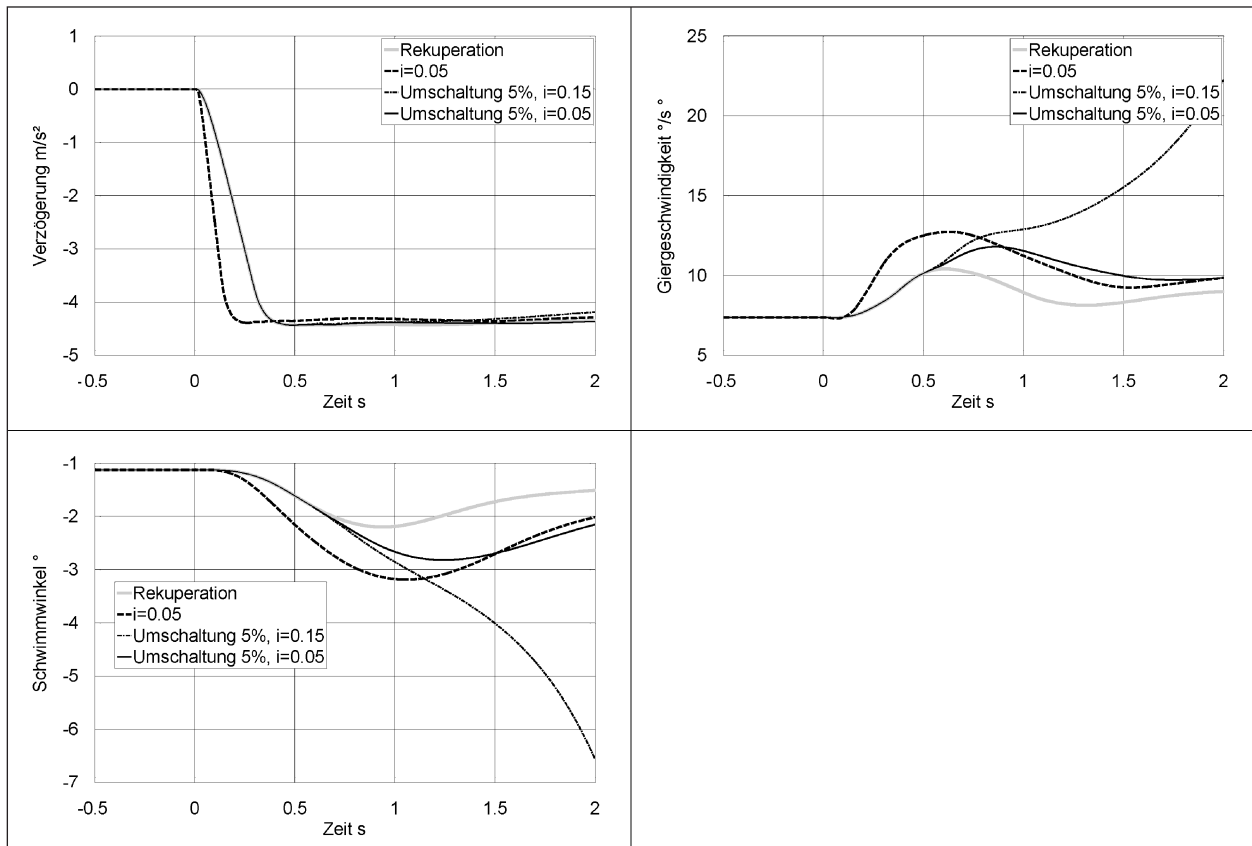 1
0
-1
-2
-3
-4
-5
-0.5
0
0.5
1
1.5
2
Verzögerung m/s²
Zeit s
Rekuperation
i=0.05
Umschaltung 5%, i=0.15
Umschaltung 5%, i=0.05
25
20
15
10
5
-0.5
0
0.5
1
1.5
2
Giergeschwindigkeit °/s °
Zeit s
Rekuperation
i=0.05
Umschaltung 5%, i=0.15
Umschaltung 5%, i=0.05
-1
-2
-3
-4
-5
-6
-7
-0.5
0
0.5
1
1.5
2
Schwimmwinkel °
Zeit s
Rekuperation
i=0.05
Umschaltung 5%, i=0.15
Umschaltung 5%, i=0.05